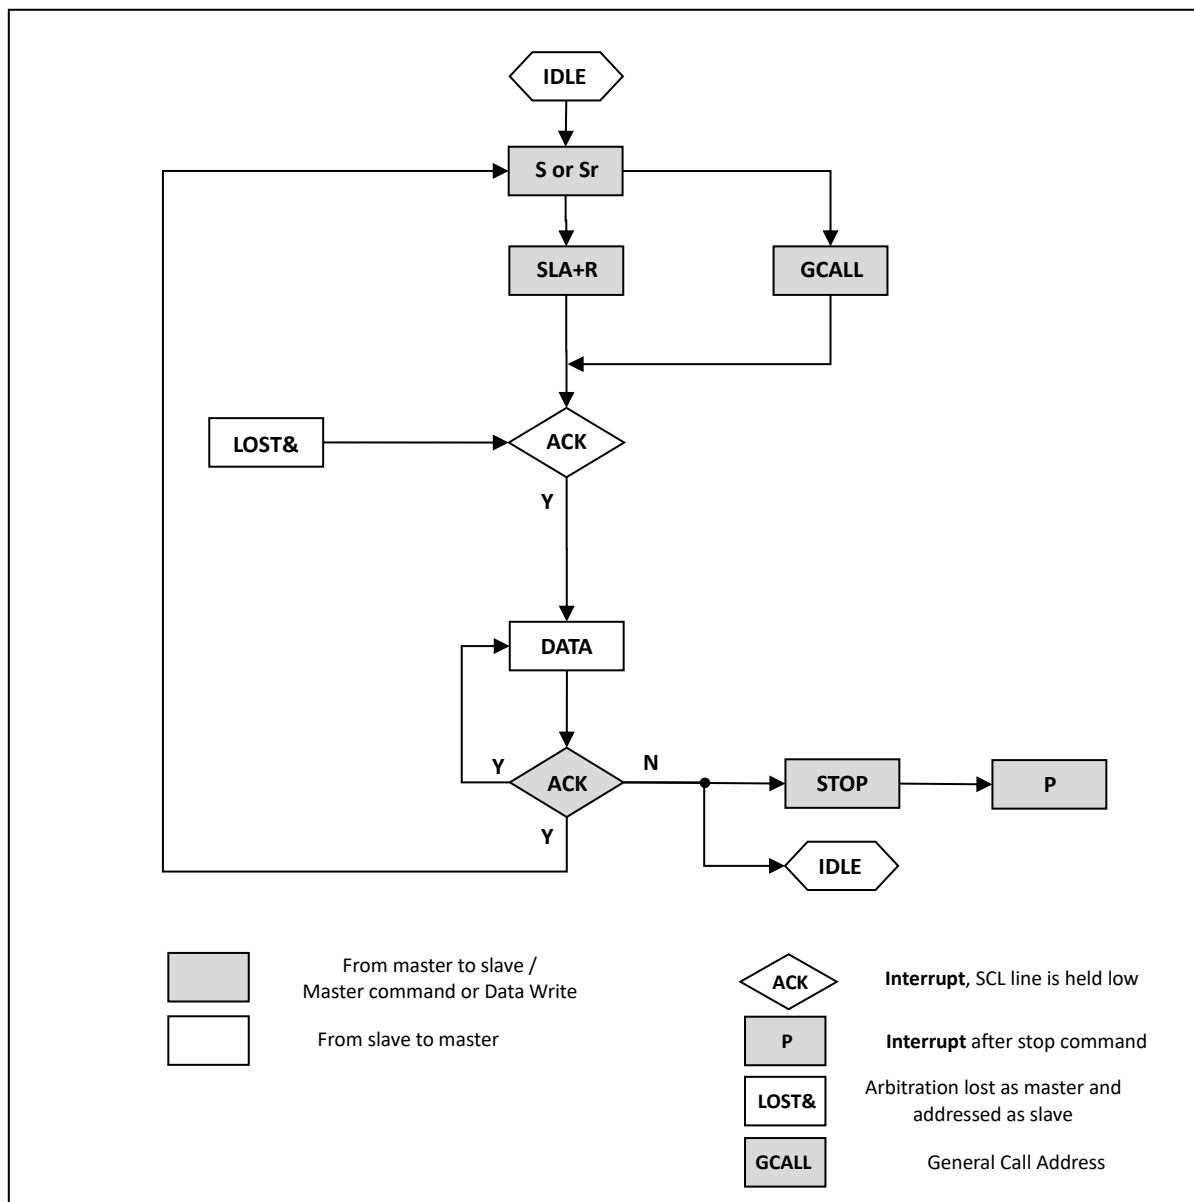 IDLE
S or Sr
SLA+R
GCALL
LOST&
ACK
Y
DATA
Y
ACK
N
STOP
P
Y
IDLE
From master to slave /
Master command or Data Write
From slave to master
ACK
Interrupt, SCL line is held low
P
Interrupt after stop command
LOST&
Arbitration lost as master and
addressed as slave
GCALL
General Call Address